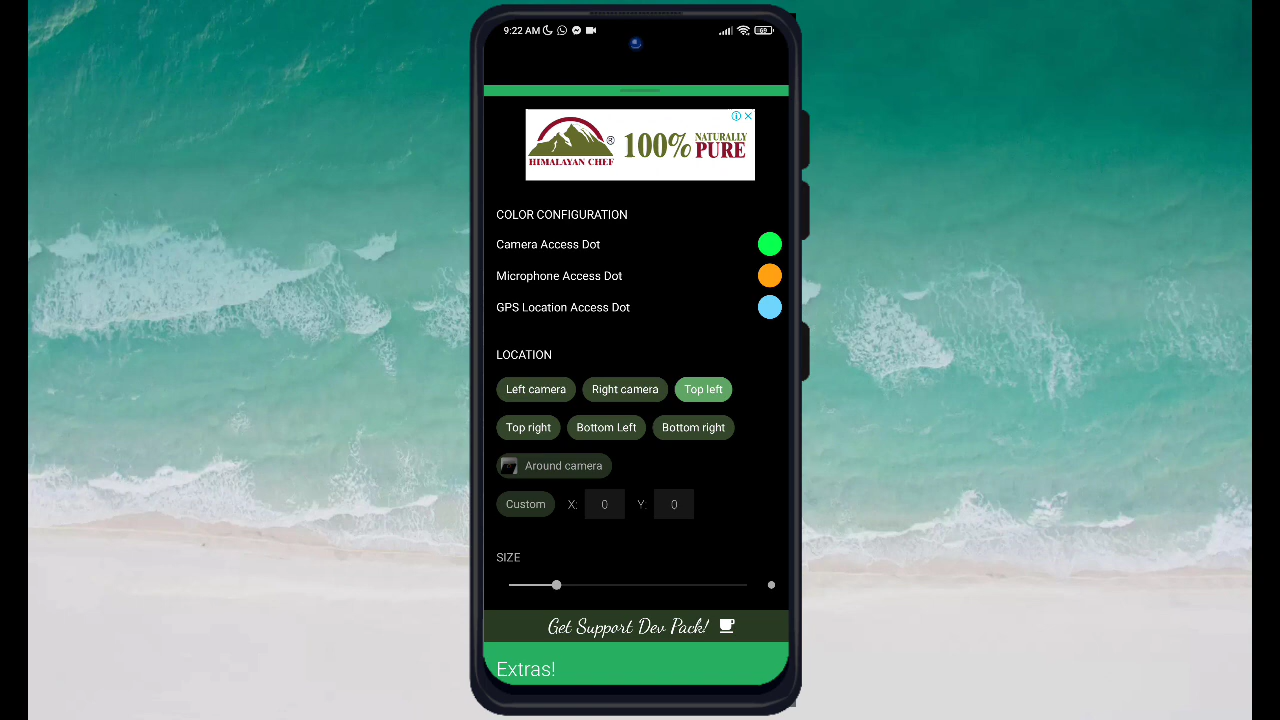 9:22 AM
69
HIMALAYAN CHEF
®
100% NATURALLY PURE
COLOR CONFIGURATION
Camera Access Dot
Microphone Access Dot
GPS Location Access Dot
LOCATION
Left camera Right camera Top left
Top right Bottom Left Bottom right
Around camera
Custom X: 0 Y: 0
SIZE
Get Support Dev Pack!
Extras!